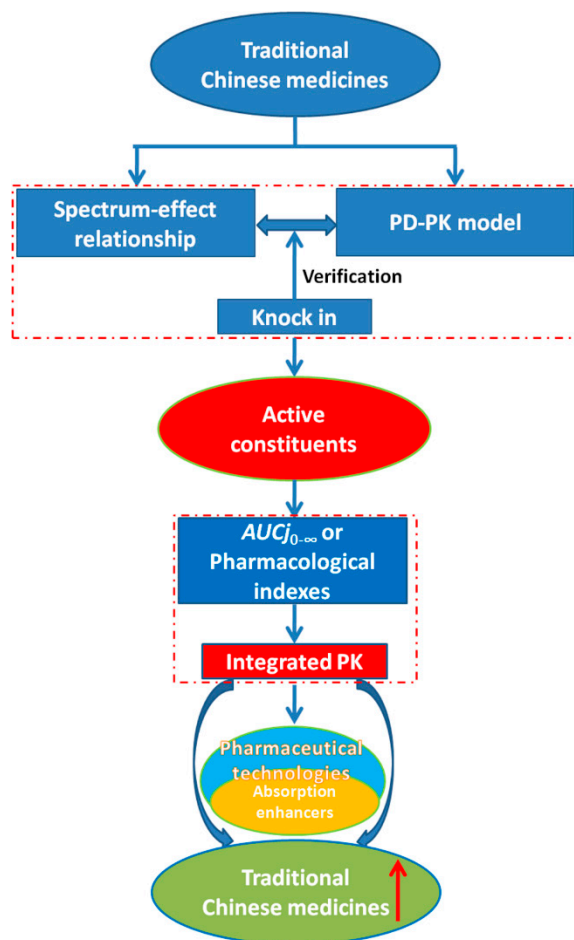 Traditional
Chinese medicines
Spectrum-effect
relationship
PD-PK model
Verification
Knock in
Active
constituents
AUCj0-∞ or
Pharmacological
indexes
Integrated PK
Pharmaceutical
technologies
Absorption
enhancers
Traditional
Chinese medicines